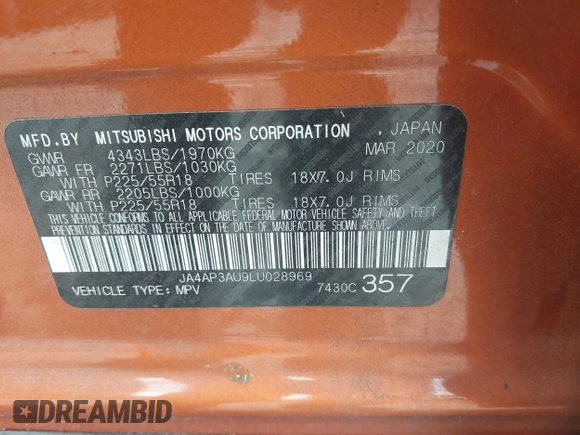 MFD.BY MITSUBISHI MOTORS CORPORATION , JAPAN
GVWR 4343LBS/1970KG MAR 2020
GAWR FR 2271LBS/1030KG
WITH P225/55R18 TIRES 18X7.0J RIMS
GAWR RR 2205LBS/1000KG
WITH P225/55R18 TIRES 18X7.0J RIMS
THIS VEHICLE CONFORMS TO ALL APPLICABLE FEDERAL MOTOR VEHICLE SAFETY AND THEFT
PREVENTION STANDARDS IN EFFECT ON THE DATE OF MANUFACTURE SHOWN ABOVE.
JA4AP3AU9LU028969
VEHICLE TYPE: MPV 7430C 357
DREAMBID